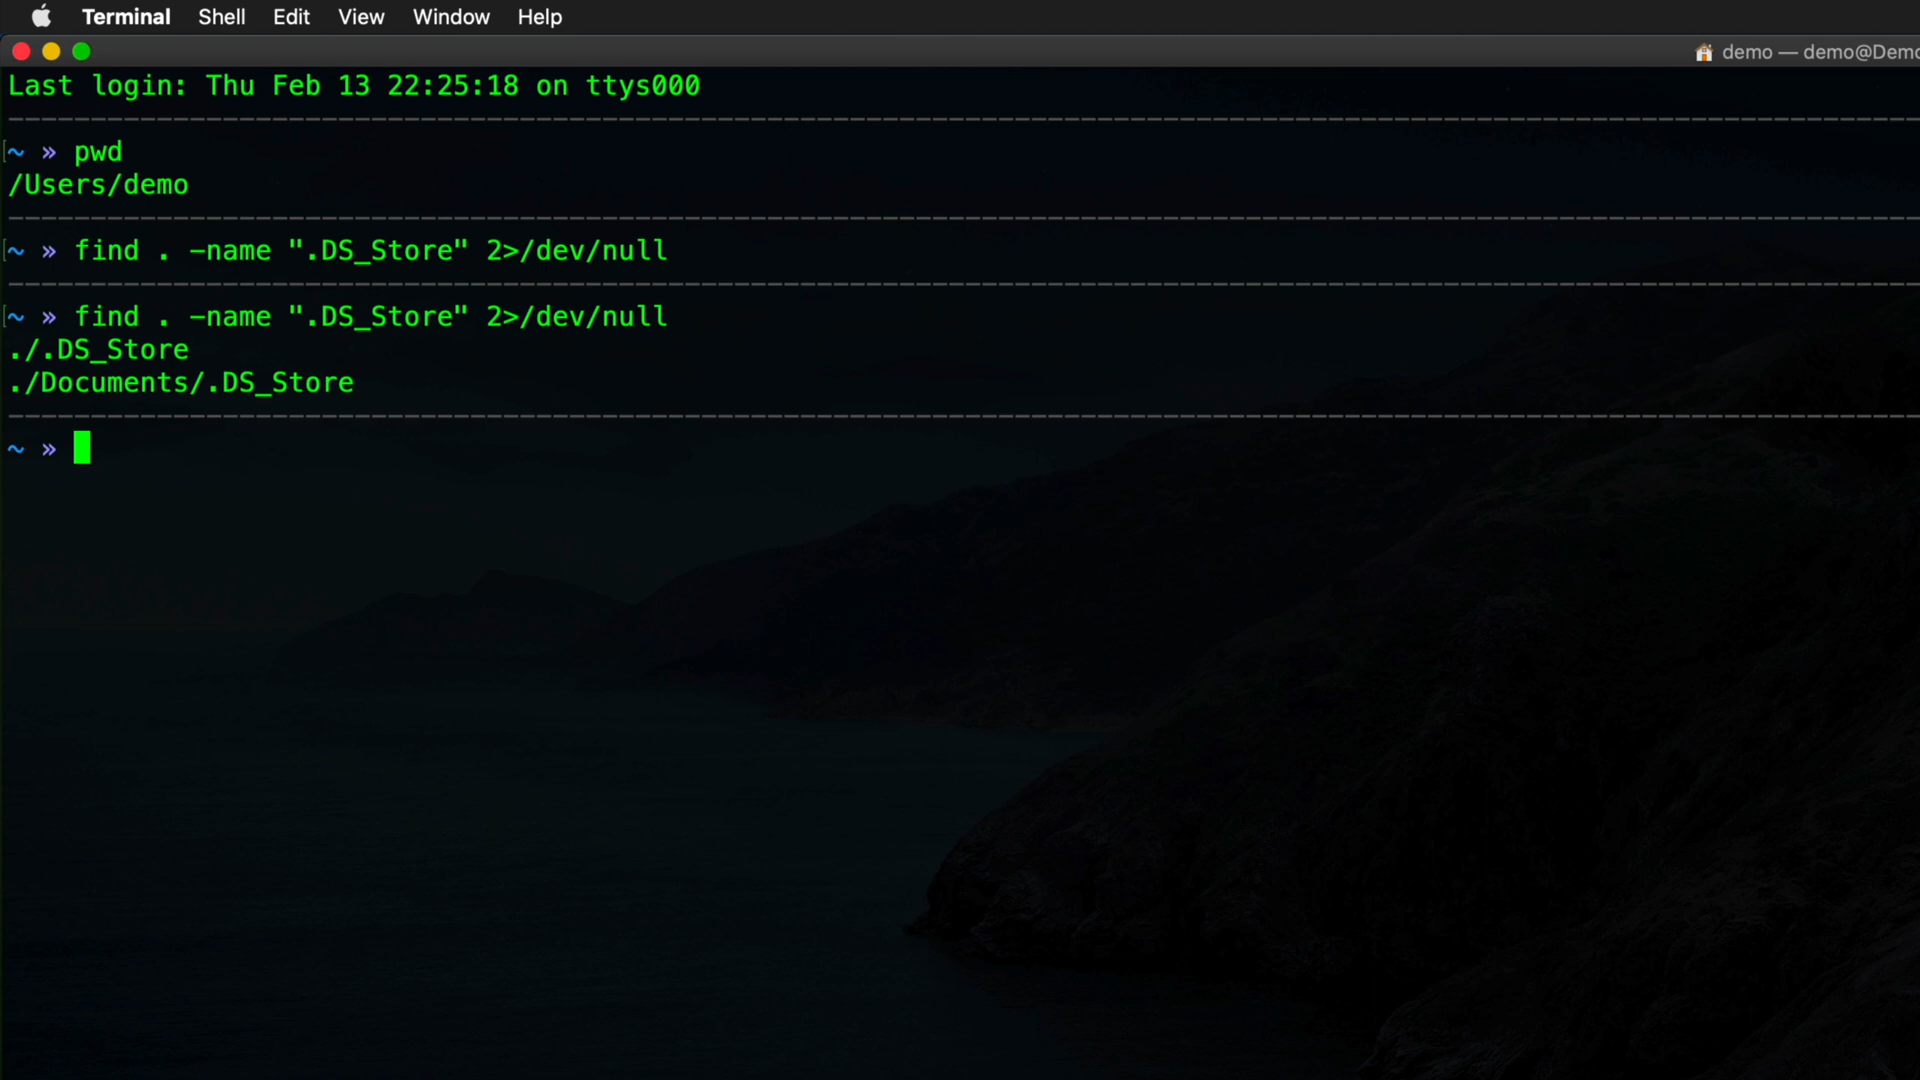 Terminal Shell Edit View Window Help
demo — demo@Demo
Last login: Thu Feb 13 22:25:18 on ttys000
~ » pwd
/Users/demo
~ » find . -name ".DS_Store" 2>/dev/null
~ » find . -name ".DS_Store" 2>/dev/null
./.DS_Store
./Documents/.DS_Store
~ »